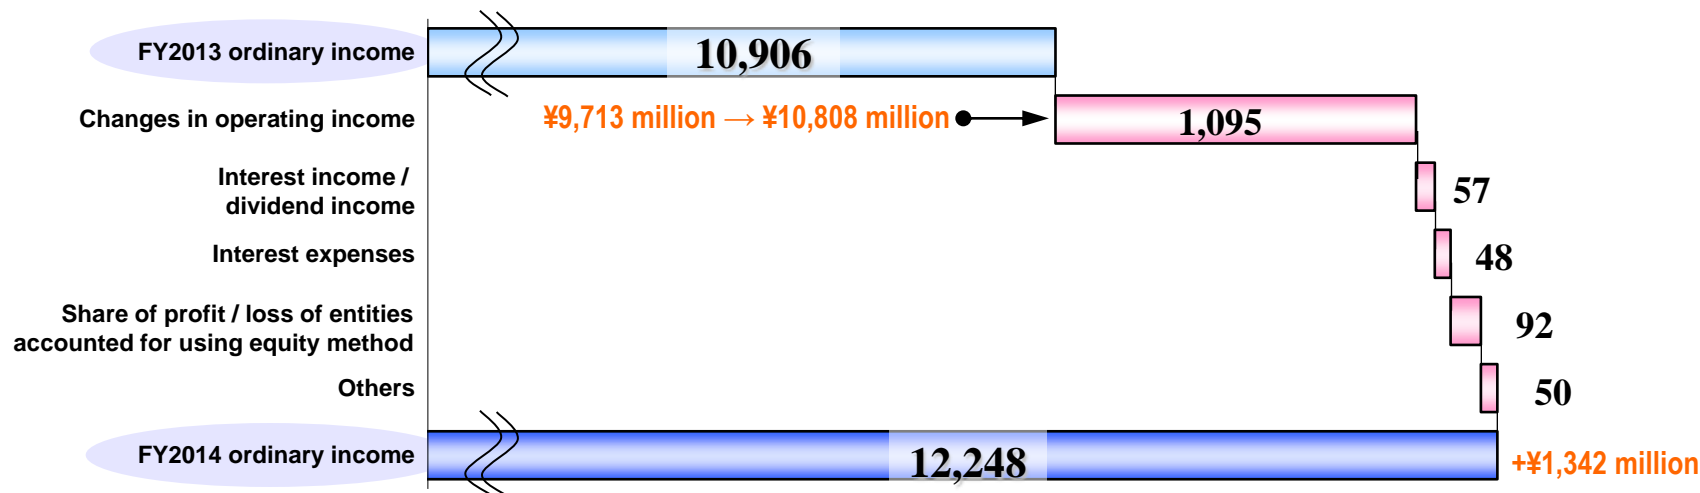 FY2013 ordinary income
10,906
Changes in operating income
¥9,713 million → ¥10,808 million
1,095
Interest income /
dividend income
57
Interest expenses
48
Share of profit / loss of entities
accounted for using equity method
92
Others
50
FY2014 ordinary income
12,248
+¥1,342 million